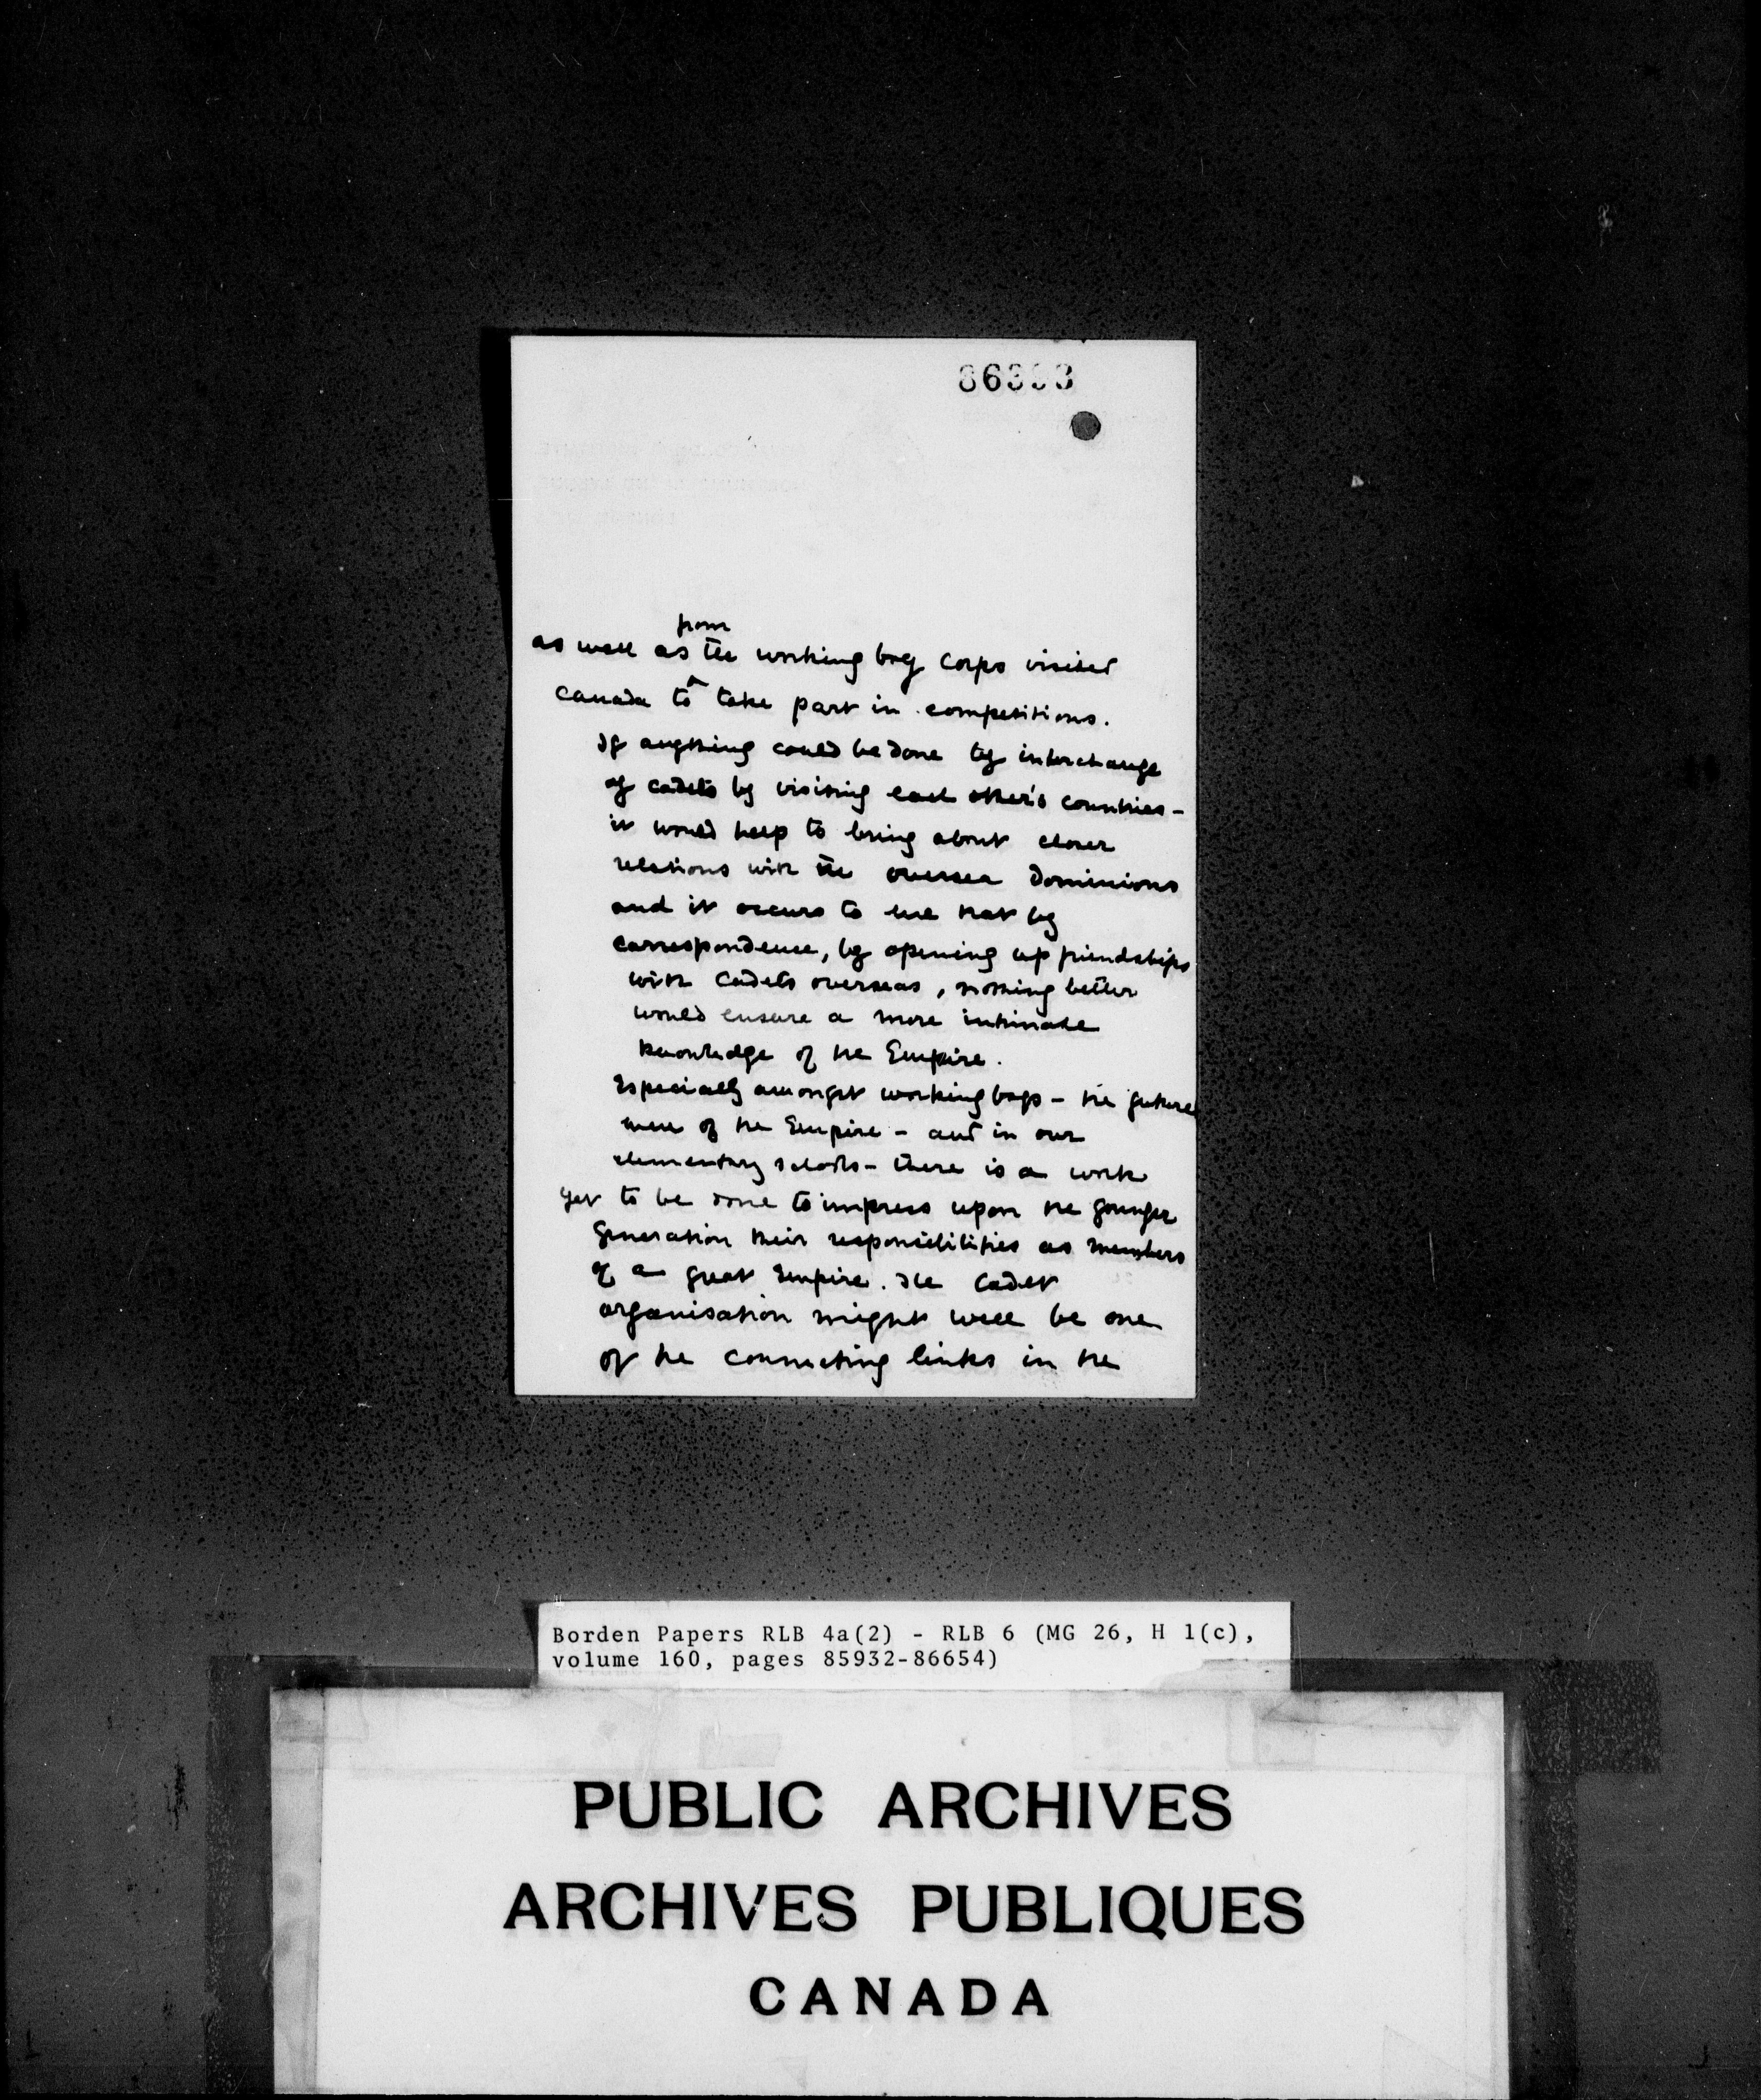 86393
from
as well as the working boy corps visited
Canada to take part in competitions.
If anything could be done by interchange
of cadets by visiting each other's countries -
it would help to bring about closer
relations with the oversea Dominions
and it occurs to me that by
correspondence, by opening up friendships
with cadets overseas, nothing better
would ensure a more intimate
knowledge of the Empire.
Especially amongst working boys - the future
men of the Empire - and in our
elementary schools - there is a work
yet to be done to impress upon the younger
generation their responsibilities as members
of a great Empire. The Cadet
organisation might well be one
of the connecting links in the
Borden Papers RLB 4a(2) - RLB 6 (MG 26, H 1(c),
volume 160, pages 85932-86654)
PUBLIC ARCHIVES
ARCHIVES PUBLIQUES
CANADA